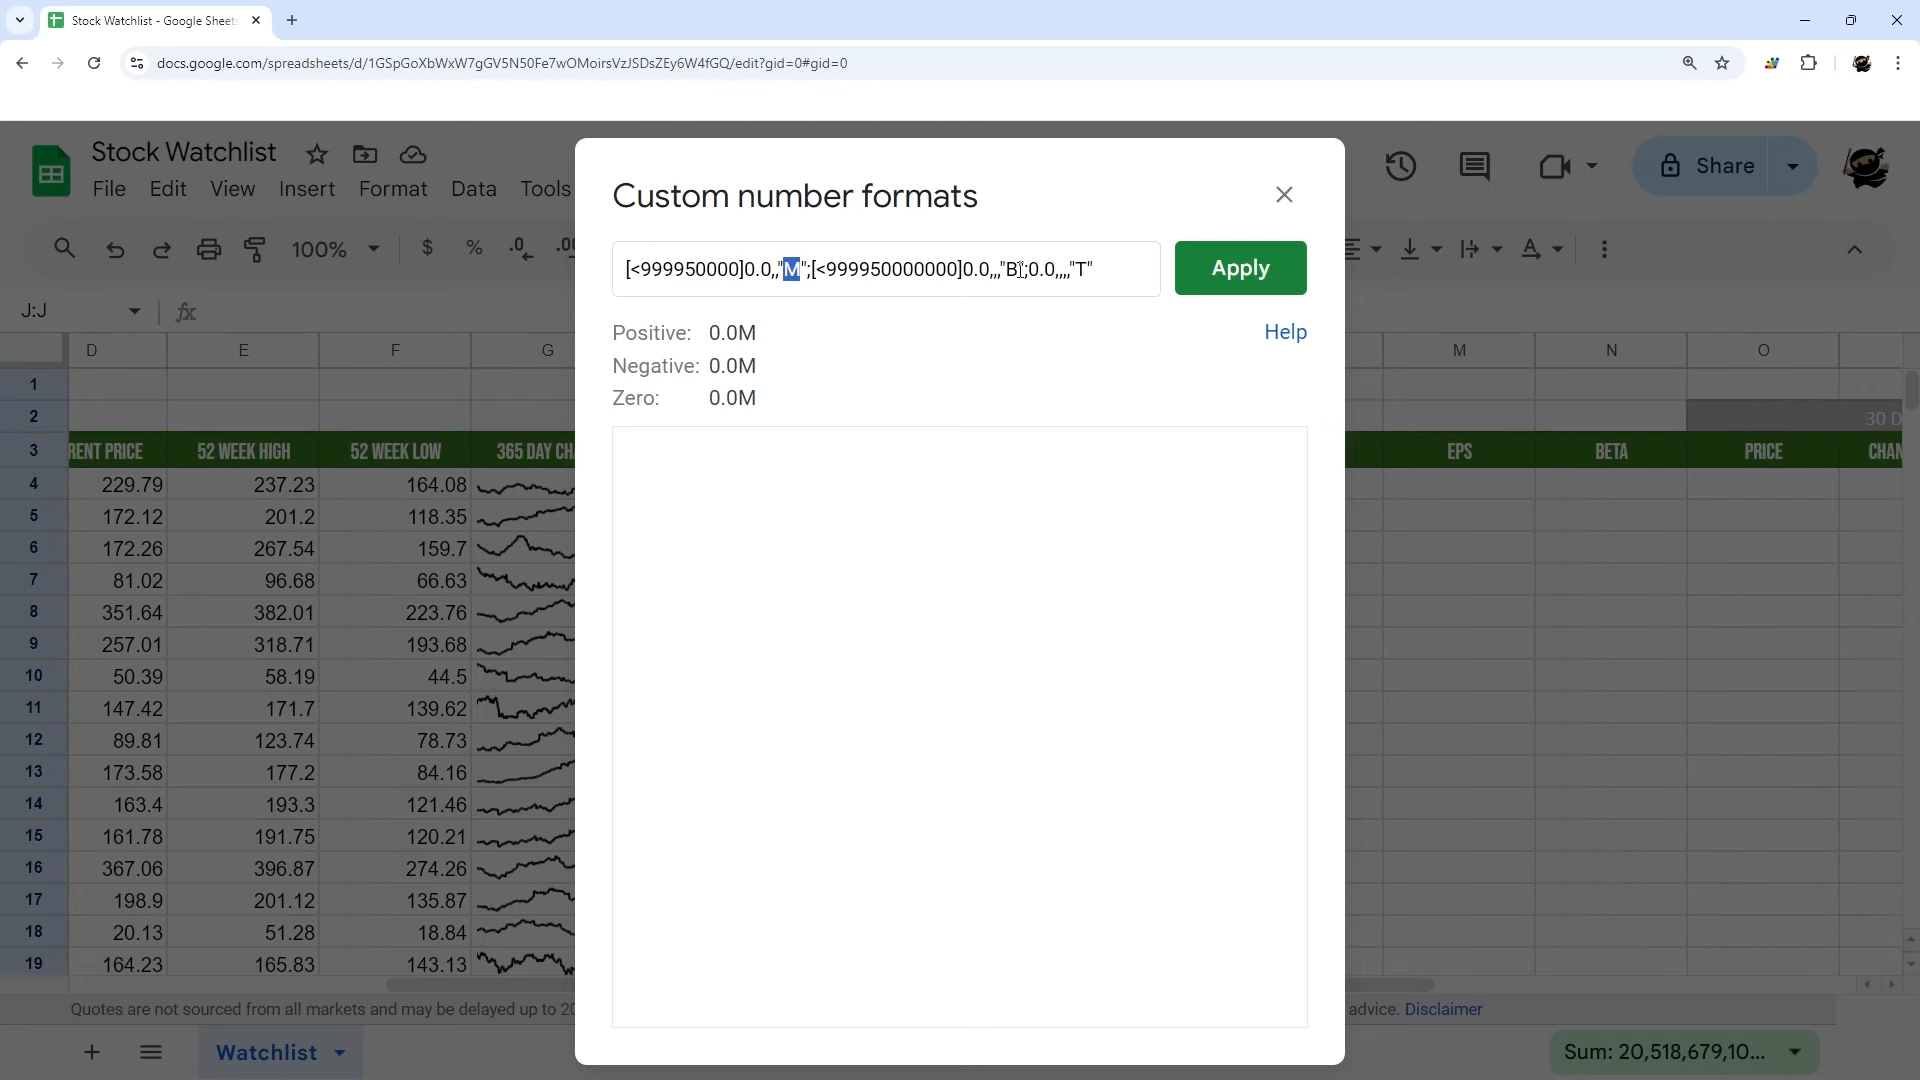 Stock Watchlist - Google Sheets
docs.google.com/spreadsheets/d/1GSpGoXbWxW7gGV5N50Fe7wOMoirsVzJSDsZEy6W4fGQ/edit?gid=0#gid=0
Stock Watchlist
File Edit View Insert Format Data Tools
Share
100% $ % .0 .00
J:J
fx
Custom number formats
[<999950000]0.0,,"M";[<999950000000]0.0,,,"B";0.0,,,,"T"
Apply
Positive: 0.0M
Help
Negative: 0.0M
Zero: 0.0M
D E F G M N O
1
2 30 D
3 RENT PRICE 52 WEEK HIGH 52 WEEK LOW 365 DAY CHA EPS BETA PRICE CHAN
4 229.79 237.23 164.08
5 172.12 201.2 118.35
6 172.26 267.54 159.7
7 81.02 96.68 66.63
8 351.64 382.01 223.76
9 257.01 318.71 193.68
10 50.39 58.19 44.5
11 147.42 171.7 139.62
12 89.81 123.74 78.73
13 173.58 177.2 84.16
14 163.4 193.3 121.46
15 161.78 191.75 120.21
16 367.06 396.87 274.26
17 198.9 201.12 135.87
18 20.13 51.28 18.84
19 164.23 165.83 143.13
Quotes are not sourced from all markets and may be delayed up to 20 advice. Disclaimer
Watchlist
Sum: 20,518,679,10...